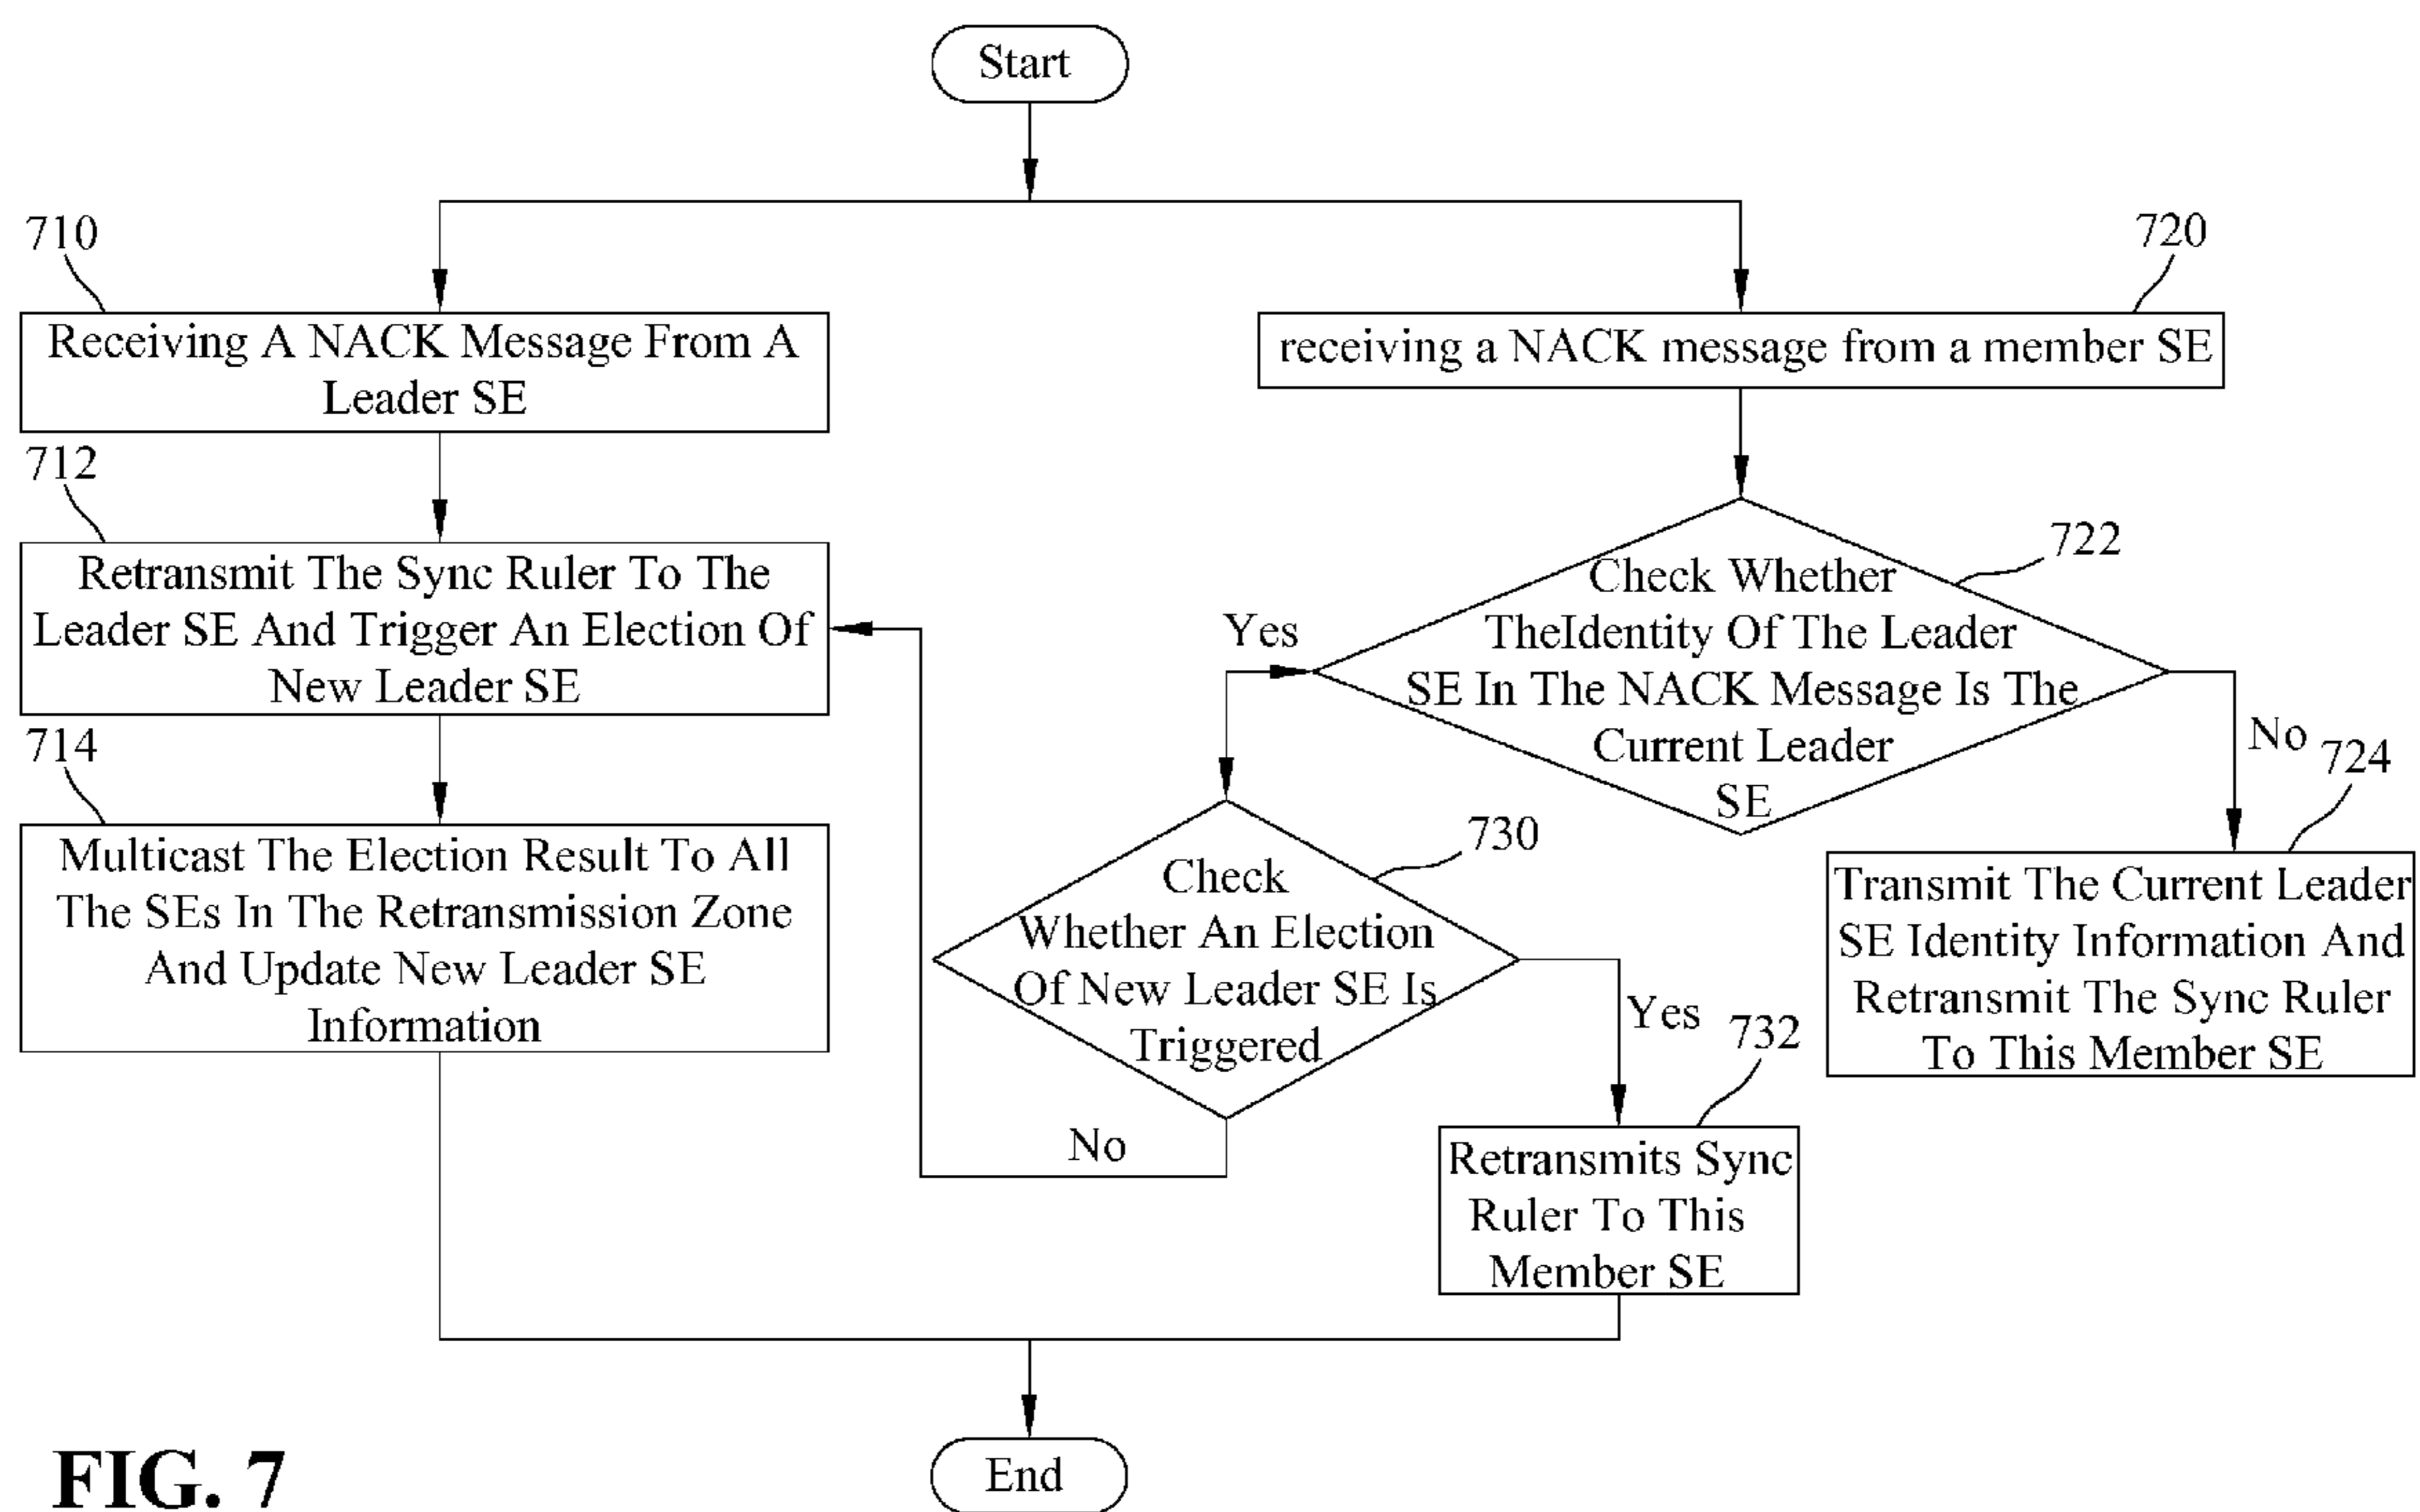 Start
710
Receiving A NACK Message From A
Leader SE
712
Retransmit The Sync Ruler To The
Leader SE And Trigger An Election Of
New Leader SE
714
Multicast The Election Result To All
The SEs In The Retransmission Zone
And Update New Leader SE
Information
720
receiving a NACK message from a member SE
722
Check Whether
TheIdentity Of The Leader
SE In The NACK Message Is The
Current Leader
SE
Yes
No
724
Transmit The Current Leader
SE Identity Information And
Retransmit The Sync Ruler
To This Member SE
730
Check
Whether An Election
Of New Leader SE Is
Triggered
No
Yes
732
Retransmits Sync
Ruler To This
Member SE
End
FIG. 7